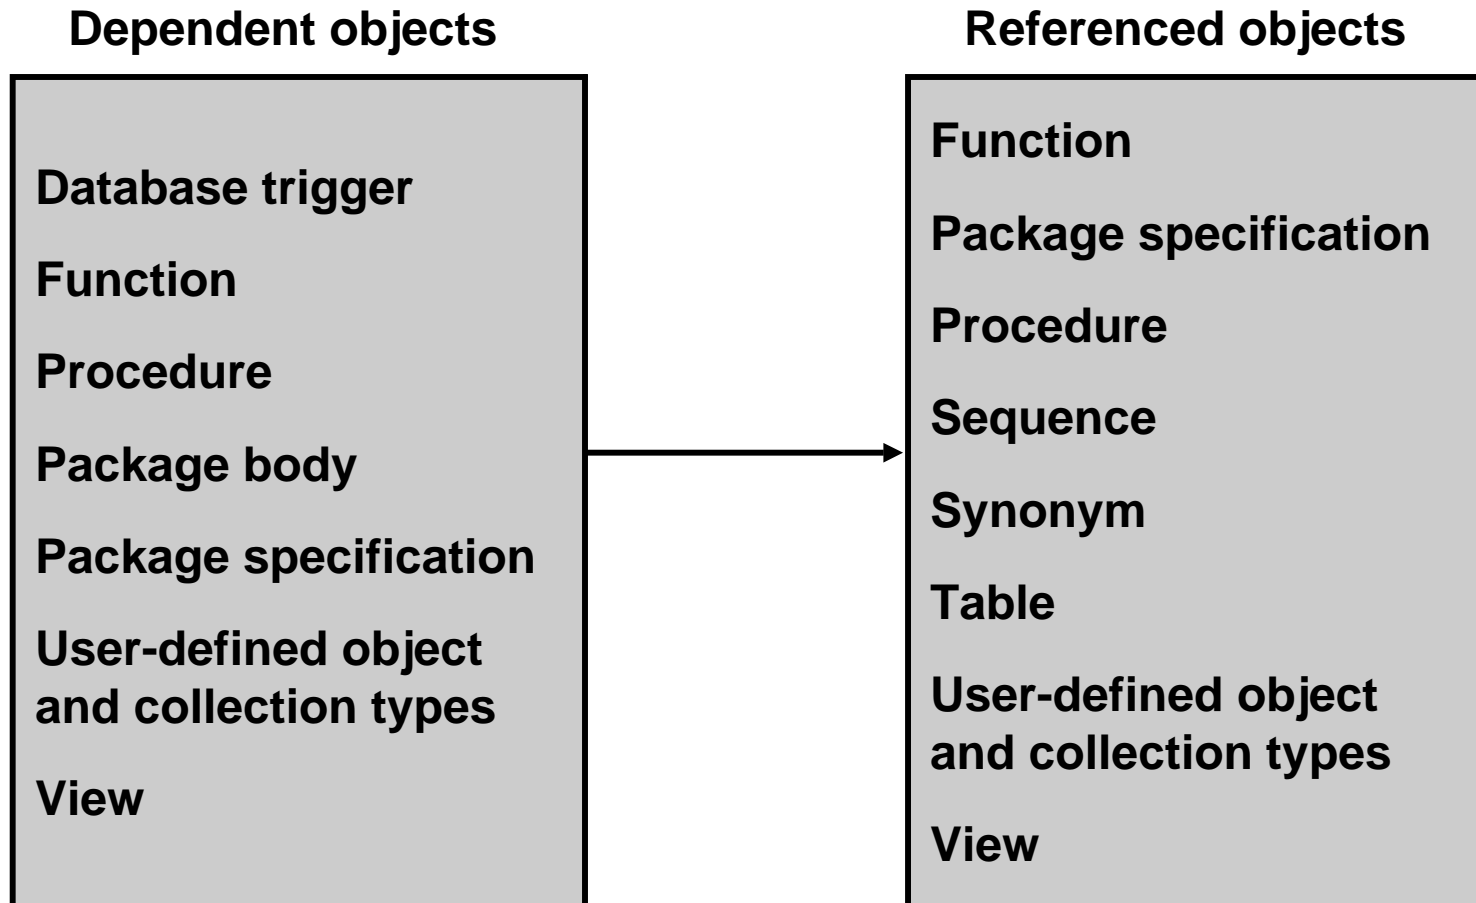 Dependent objects
Database trigger
Function
Procedure
Package body
Package specification
User-defined object
and collection types
View
Referenced objects
Function
Package specification
Procedure
Sequence
Synonym
Table
User-defined object
and collection types
View